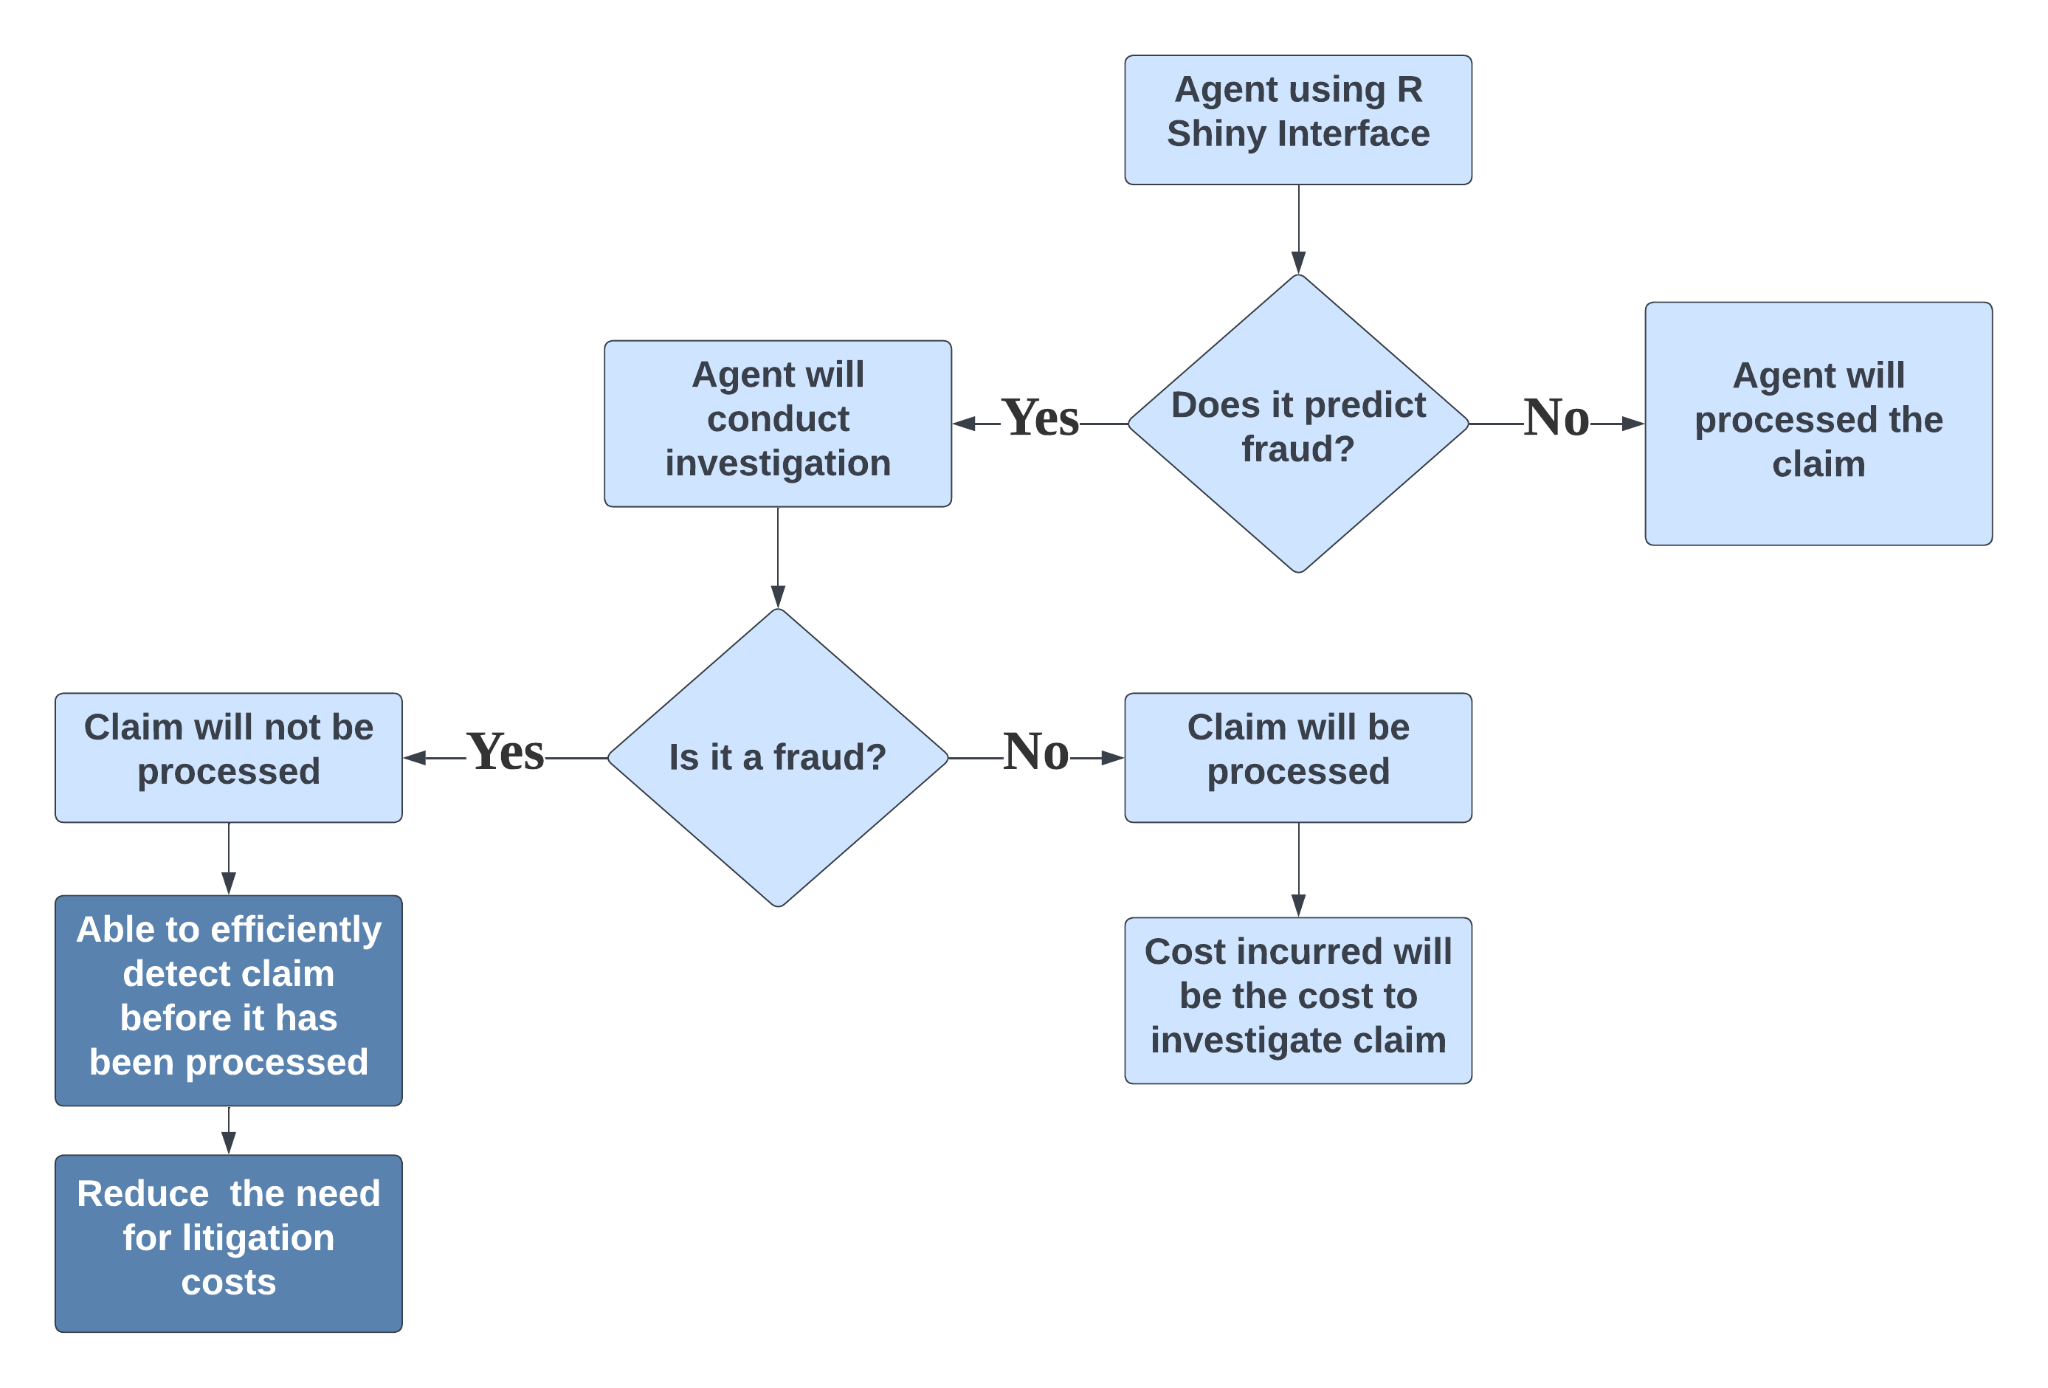 Agent using R
Shiny Interface
Does it predict
fraud?
Yes
No
Agent will
conduct
investigation
Agent will
processed the
claim
Is it a fraud?
Yes
No
Claim will not be
processed
Claim will be
processed
Able to efficiently
detect claim
before it has
been processed
Cost incurred will
be the cost to
investigate claim
Reduce  the need
for litigation
costs